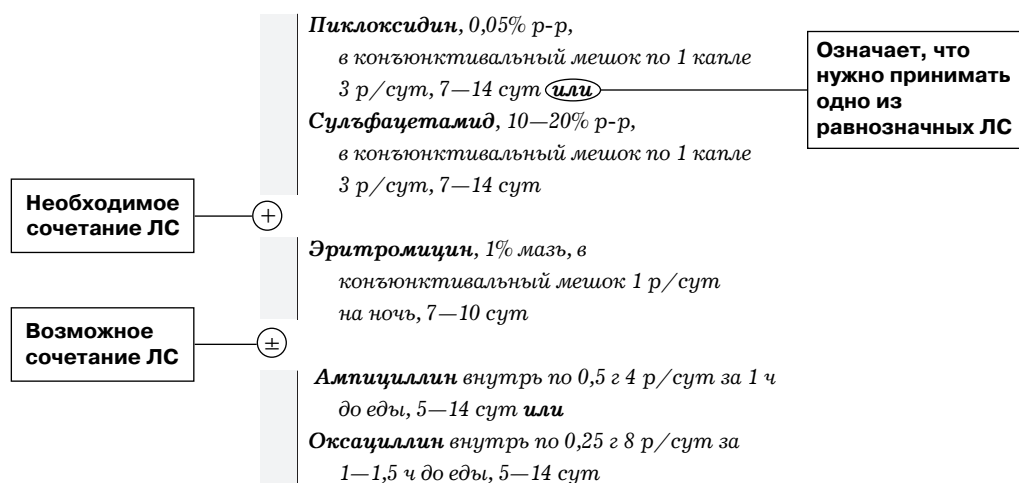 Пиклоксидин, 0,05% р-р,
в конъюнктивальный мешок по 1 капле
3 р/сут, 7—14 сут или
Означает, что
нужно принимать
одно из
равнозначных ЛС
Сульфацетамид, 10—20% р-р,
в конъюнктивальный мешок по 1 капле
3 р/сут, 7—14 сут
Необходимое
сочетание ЛС
+
Эритромицин, 1% мазь, в
конъюнктивальный мешок 1 р/сут
на ночь, 7—10 сут
Возможное
сочетание ЛС
±
Ампициллин внутрь по 0,5 г 4 р/сут за 1 ч
до еды, 5—14 сут или
Оксациллин внутрь по 0,25 г 8 р/сут за
1—1,5 ч до еды, 5—14 сут